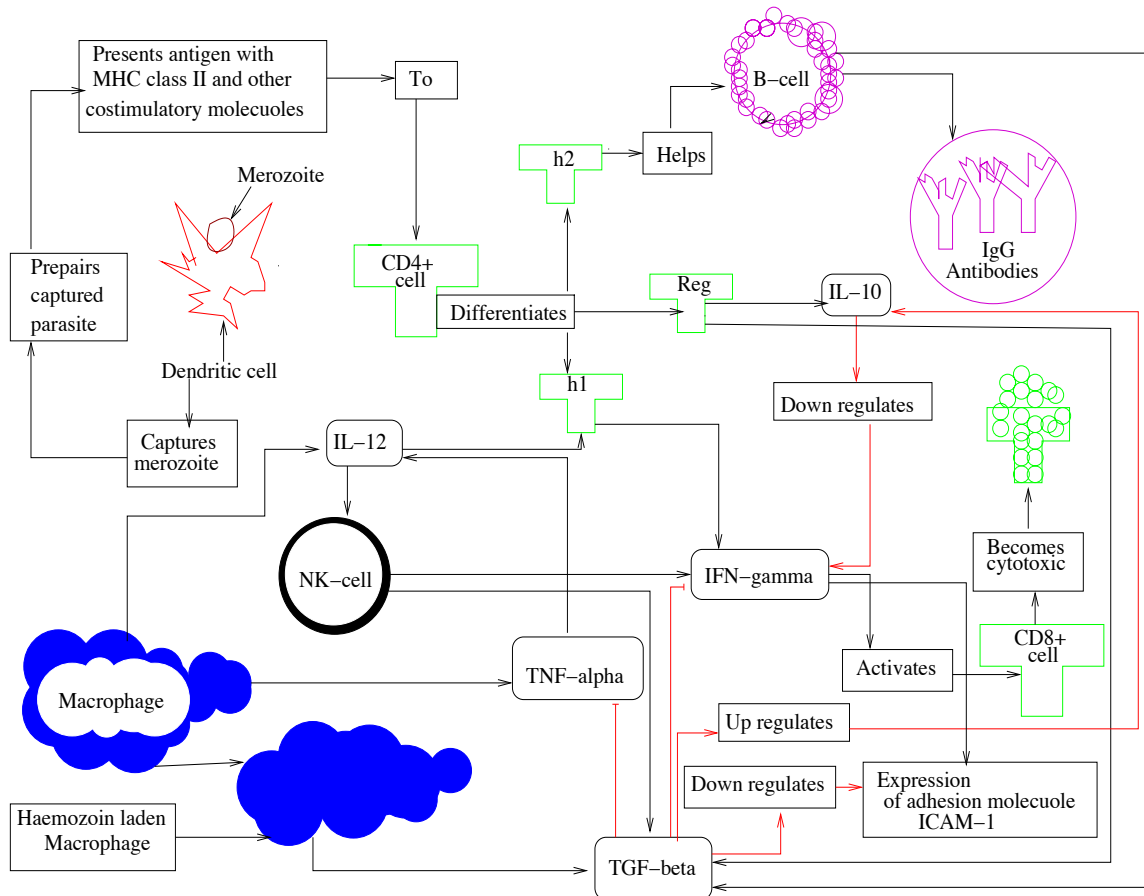 Presents antigen with
MHC class II and other
costimulatory molecuoles
To
B−cell
h2
Helps
Merozoite
IgG
Antibodies
CD4+
cell
Prepairs
captured
parasite
Reg
IL−10
Differentiates
Dendritic cell
h1
Down regulates
Captures
merozoite
IL−12
NK−cell
IFN−gamma
Becomes
cytotoxic
CD8+
cell
Macrophage
TNF−alpha
Activates
Up regulates
Down regulates
Expression
of adhesion molecuole
ICAM−1
Haemozoin laden
Macrophage
TGF−beta